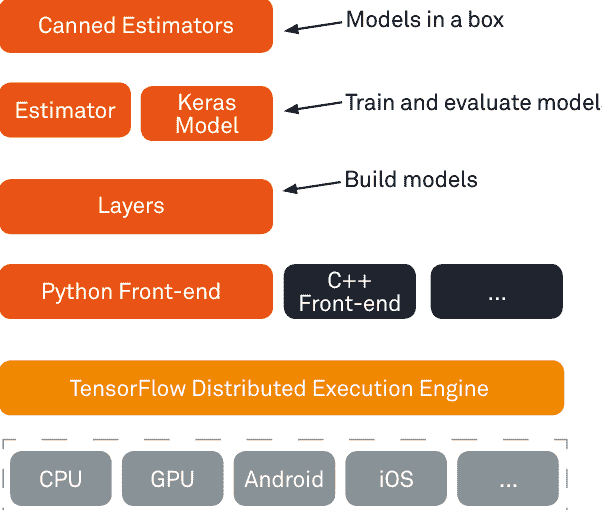 Canned Estimators
Models in a box
Estimator
Keras
Model
Train and evaluate model
Layers
Build models
Python Front-end
C++
Front-end
...
TensorFlow Distributed Execution Engine
CPU
GPU
Android
iOS
...